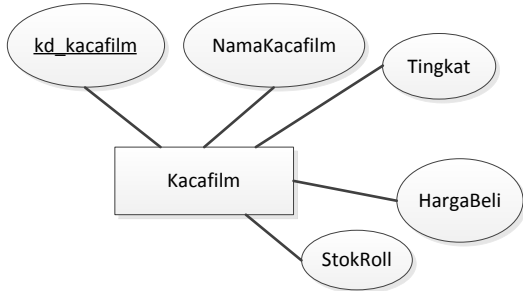 kd_kacafilm
NamaKacafilm
Tingkat
Kacafilm
HargaBeli
StokRoll